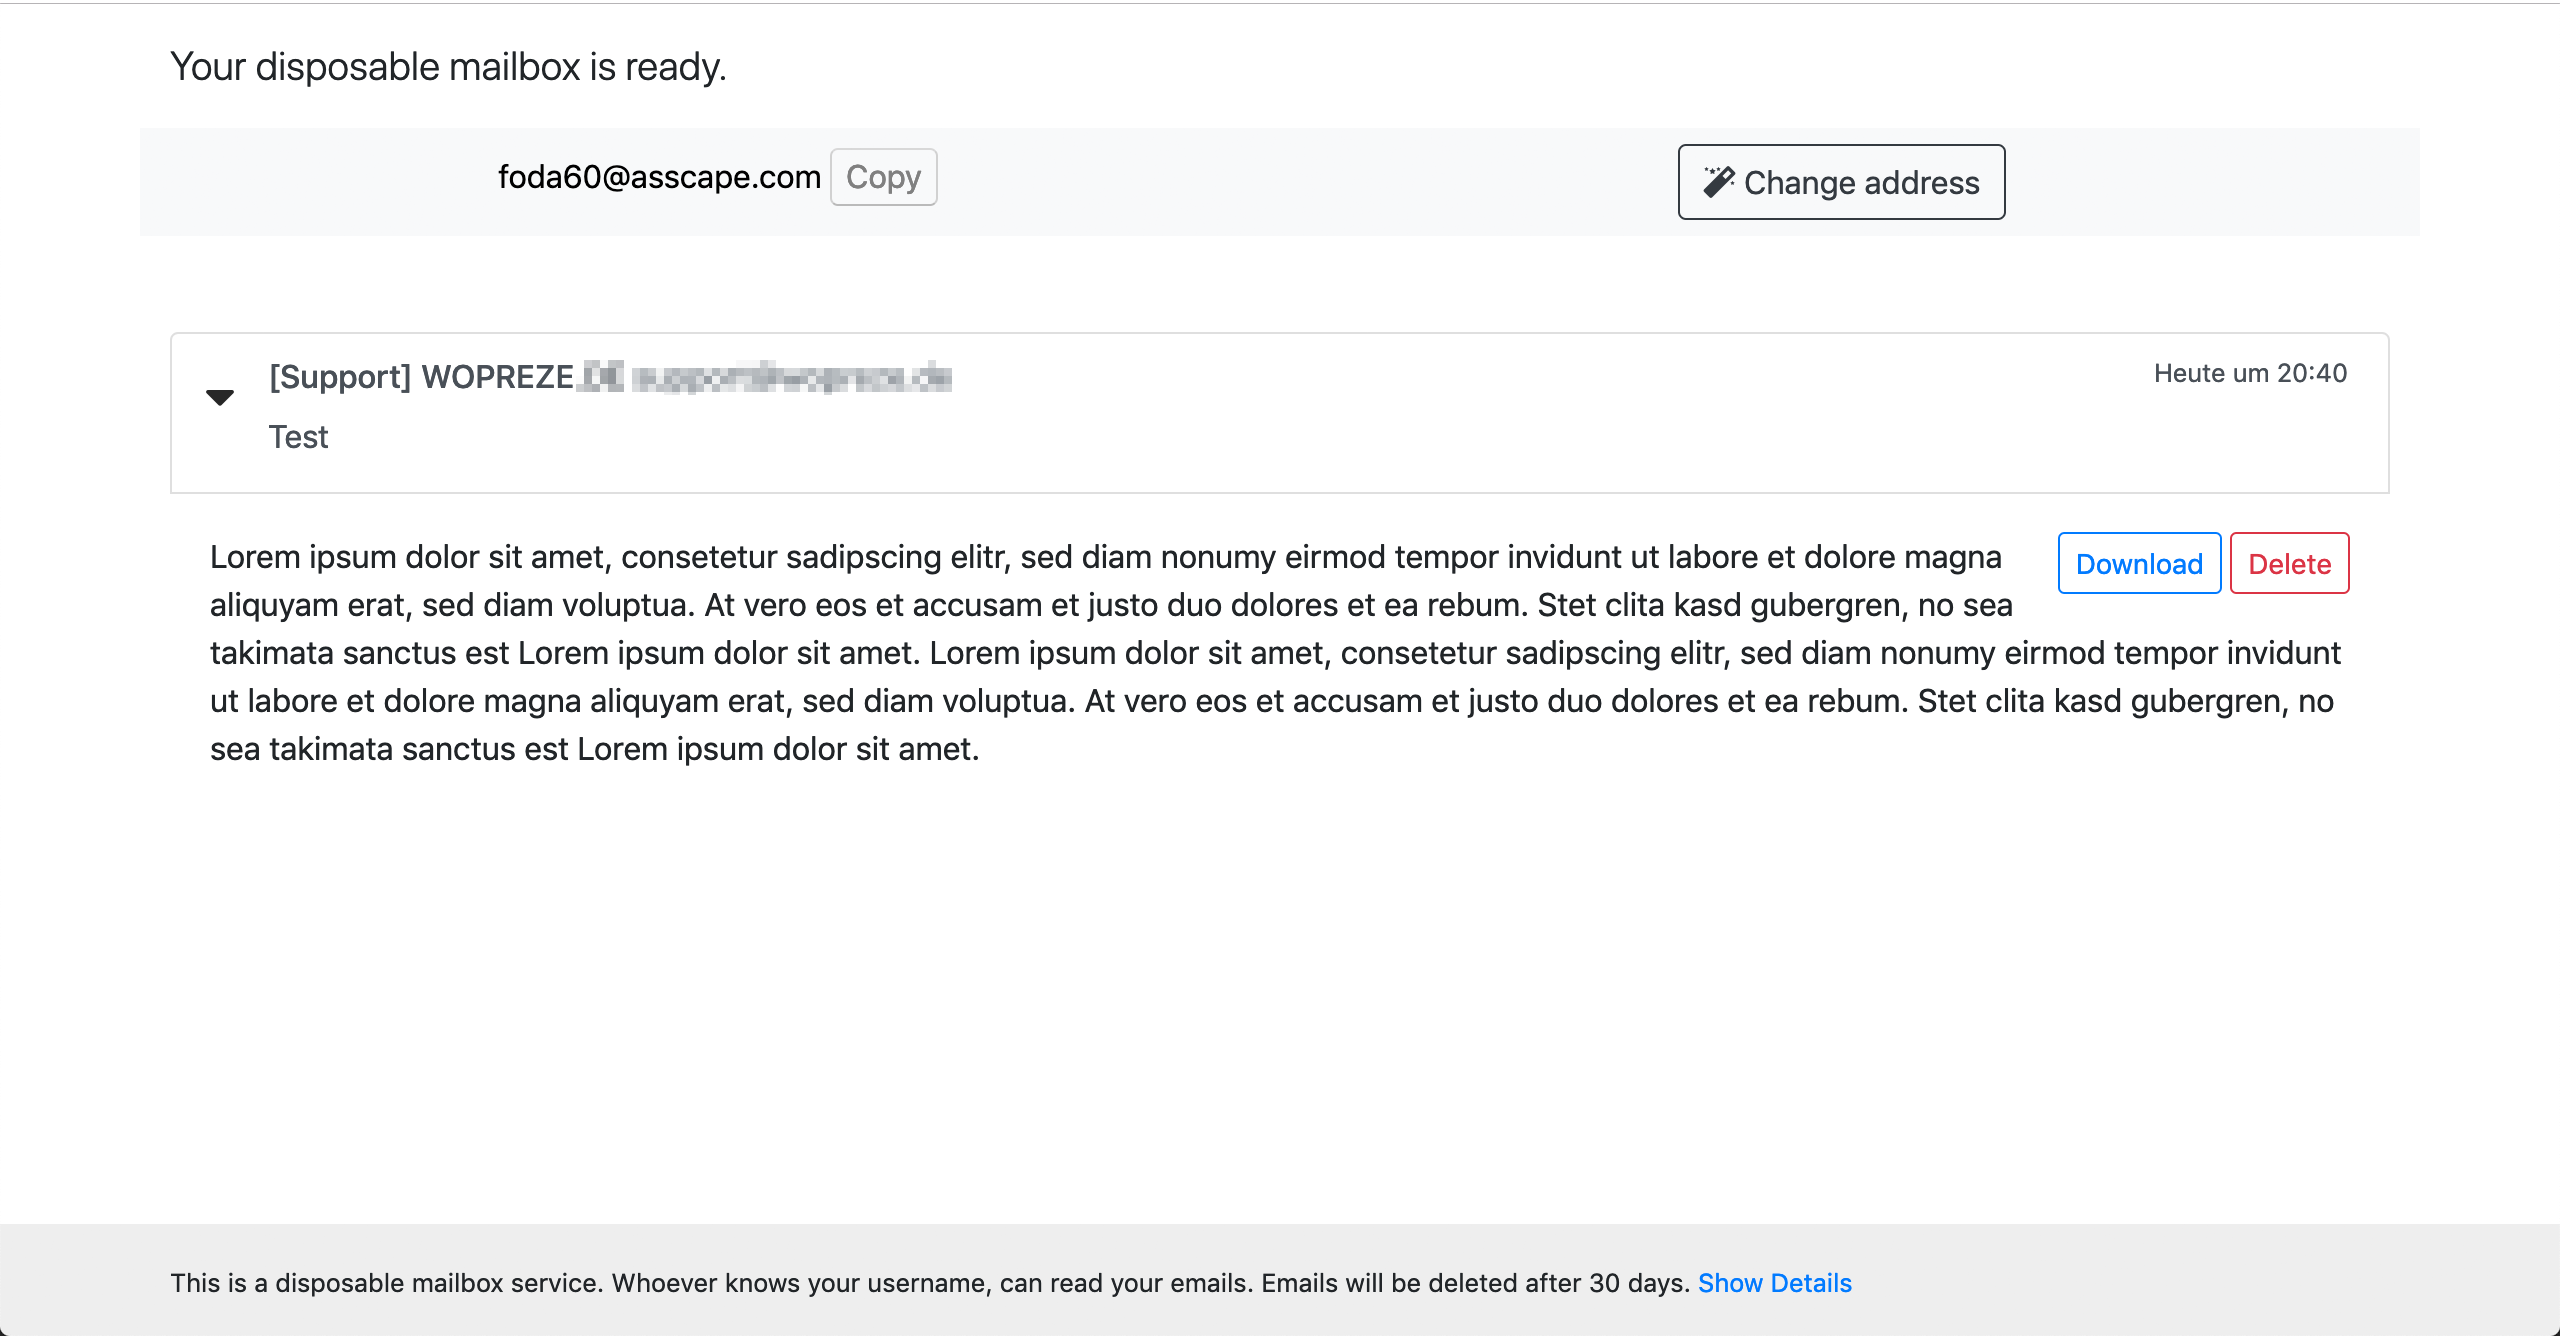 Your disposable mailbox is ready.
foda60@asscape.com Copy
Change address
[Support] WOPREZE
Heute um 20:40
Test
Download Delete
Lorem ipsum dolor sit amet, consetetur sadipscing elitr, sed diam nonumy eirmod tempor invidunt ut labore et dolore magna
aliquyam erat, sed diam voluptua. At vero eos et accusam et justo duo dolores et ea rebum. Stet clita kasd gubergren, no sea
takimata sanctus est Lorem ipsum dolor sit amet. Lorem ipsum dolor sit amet, consetetur sadipscing elitr, sed diam nonumy eirmod tempor invidunt
ut labore et dolore magna aliquyam erat, sed diam voluptua. At vero eos et accusam et justo duo dolores et ea rebum. Stet clita kasd gubergren, no
sea takimata sanctus est Lorem ipsum dolor sit amet.
This is a disposable mailbox service. Whoever knows your username, can read your emails. Emails will be deleted after 30 days. Show Details